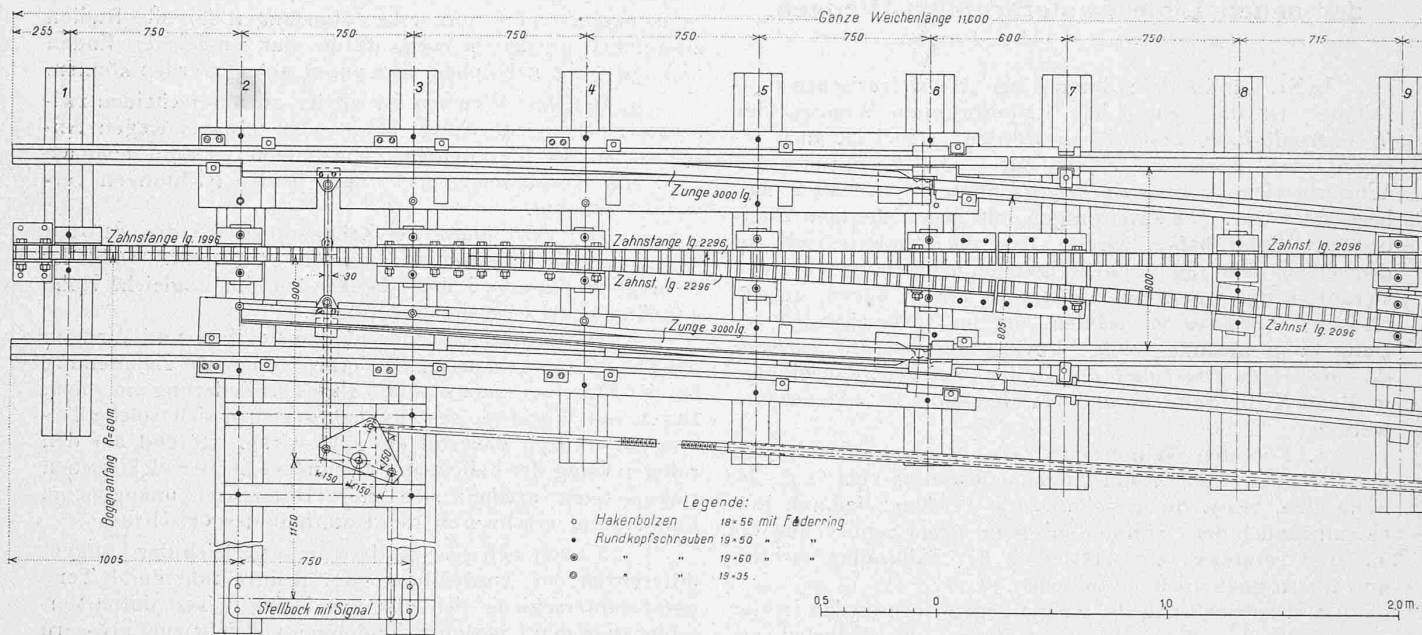 Ganze Weichenlänge 11,000
255 750 750 750 750 750 600 750 715
1 2 3 4 5 6 7 8 9
Zunge 3000 lg.
Zahnstange lg. 1996
Zahnstange lg. 2296
Zahnst. lg. 2096
30
900
Zahnst. lg. 2296
800
805
Zunge 3000 lg.
Zahnst. lg. 2096
Bogenanfang R=60m
150
150
150
1150
Legende:
Hakenbolzen 18×56 mit Federring
Rundkopfschrauben 19×50 " "
" " 19×60 " "
19×35.
1005 750
Stellbock mit Signal
0,5 0 1,0 2,0 m.